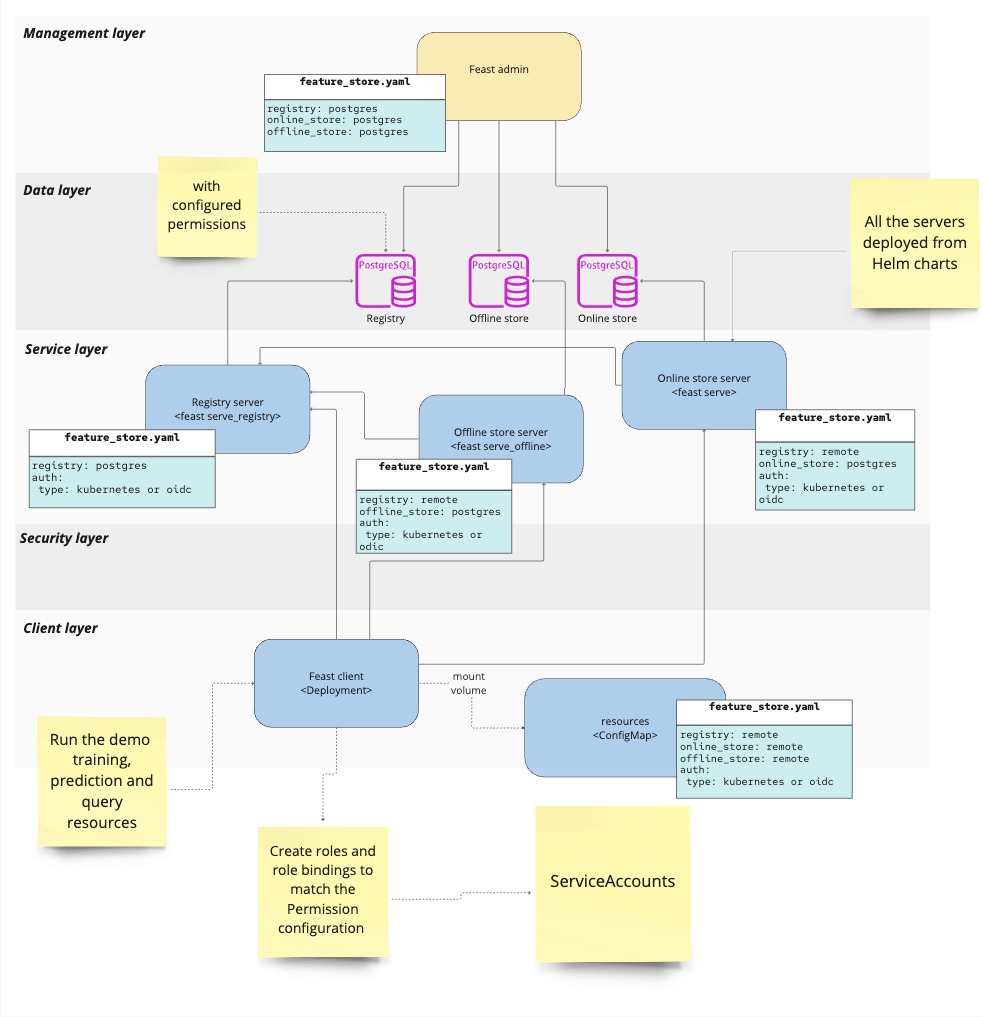 Management layer
Feast admin
feature_store.yaml
registry: postgres
online_store: postgres
offline_store: postgres
Data layer
with
configured
permissions
All the servers
deployed from
Helm charts
PostgreSQL
Registry
PostgreSQL
Offline store
PostgreSQL
Online store
Service layer
Registry server
<feast serve_registry>
feature_store.yaml
registry: postgres
auth:
type: kubernetes or oidc
Offline store server
<feast serve_offline>
feature_store.yaml
registry: remote
offline_store: postgres
auth:
type: kubernetes or
odic
Online store server
<feast serve>
feature_store.yaml
registry: remote
online_store: postgres
auth:
type: kubernetes or
oidc
Security layer
Client layer
Feast client
<Deployment>
mount
volume
resources
<ConfigMap>
feature_store.yaml
registry: remote
online_store: remote
offline_store: remote
auth:
type: kubernetes or oidc
Run the demo
training,
prediction and
query
resources
Create roles and
role bindings to
match the
Permission
configuration
ServiceAccounts